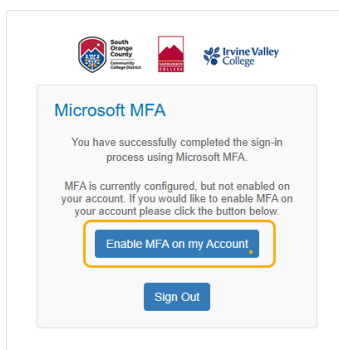 South
Orange
County
Community
College District
SADDLEBACK
COLLEGE
Irvine Valley
College
Microsoft MFA
You have successfully completed the sign-in
process using Microsoft MFA.
MFA is currently configured, but not enabled on
your account. If you would like to enable MFA on
your account please click the button below.
Enable MFA on my Account
Sign Out